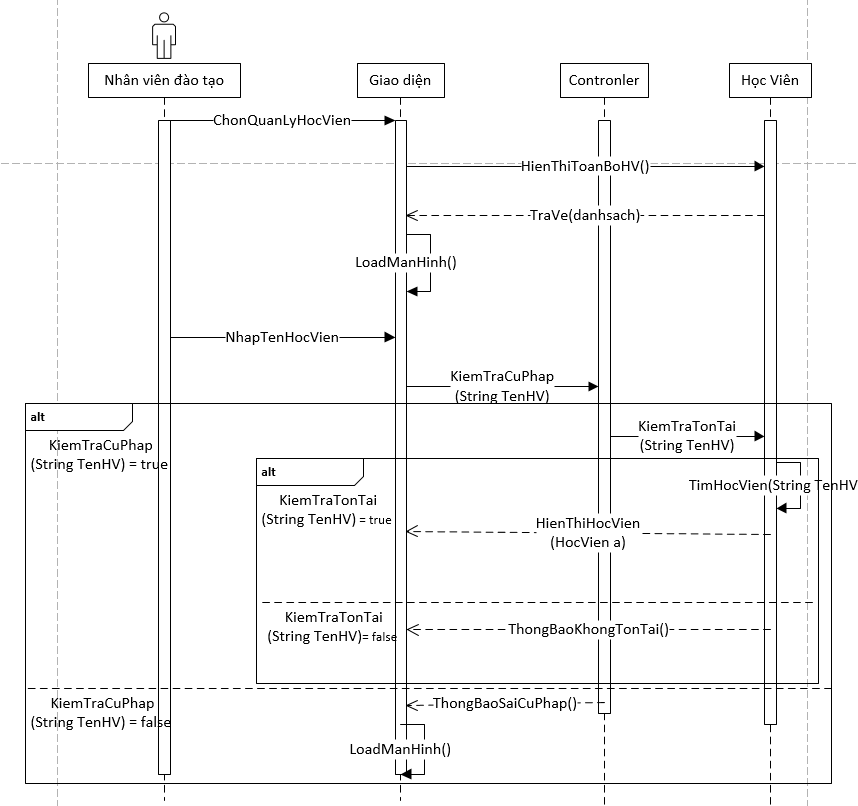 Nhân viên đào tạo
Giao diện
Contronler
Học Viên
ChonQuanLyHocVien
HienThiToanBoHV()
TraVe(danhsach)
LoadManHinh()
NhapTenHocVien
KiemTraCuPhap
(String TenHV)
alt
KiemTraCuPhap
(String TenHV) = true
KiemTraTonTai
(String TenHV)
alt
TimHocVien(String TenHV
KiemTraTonTai
(String TenHV) = true
HienThiHocVien
(HocVien a)
KiemTraTonTai
(String TenHV)= false
ThongBaoKhongTonTai()
KiemTraCuPhap
(String TenHV) = false
ThongBaoSaiCuPhap()
LoadManHinh()